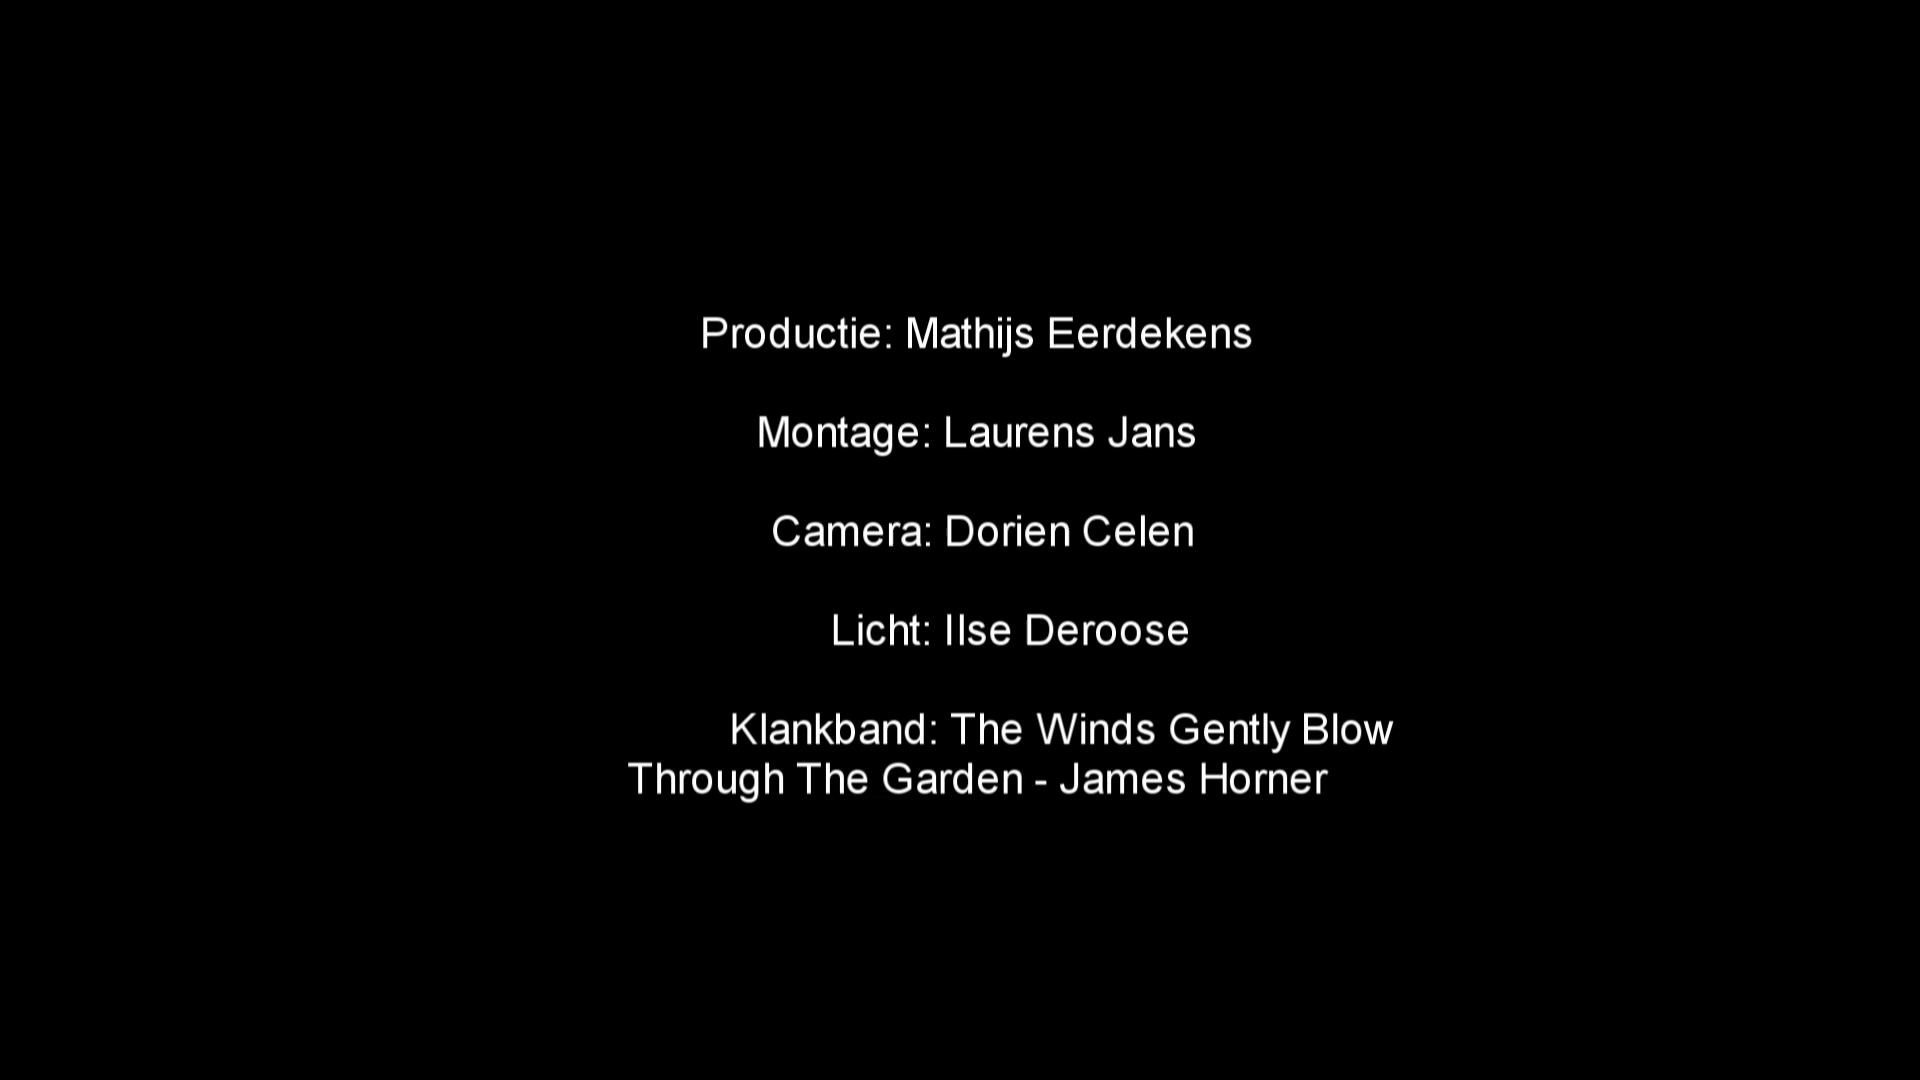 Productie: Mathijs Eerdekens
Montage: Laurens Jans
Camera: Dorien Celen
Licht: Ilse Deroose
Klankband: The Winds Gently Blow
Through The Garden - James Horner